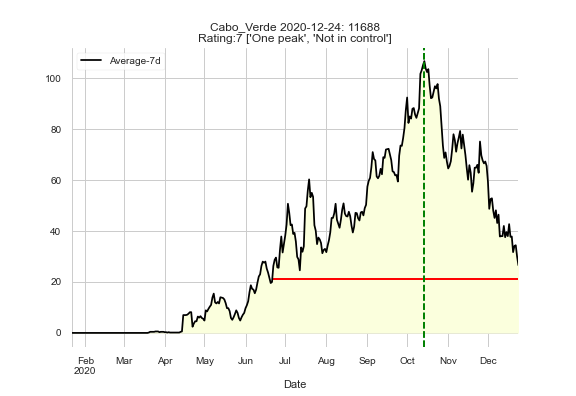 Cabo_Verde 2020-12-24: 11688
Rating:7 ['One peak', 'Not in control']
Average-7d
100
80
60
40
20
0
Feb Mar Apr May Jun Jul Aug Sep Oct Nov Dec
2020
Date